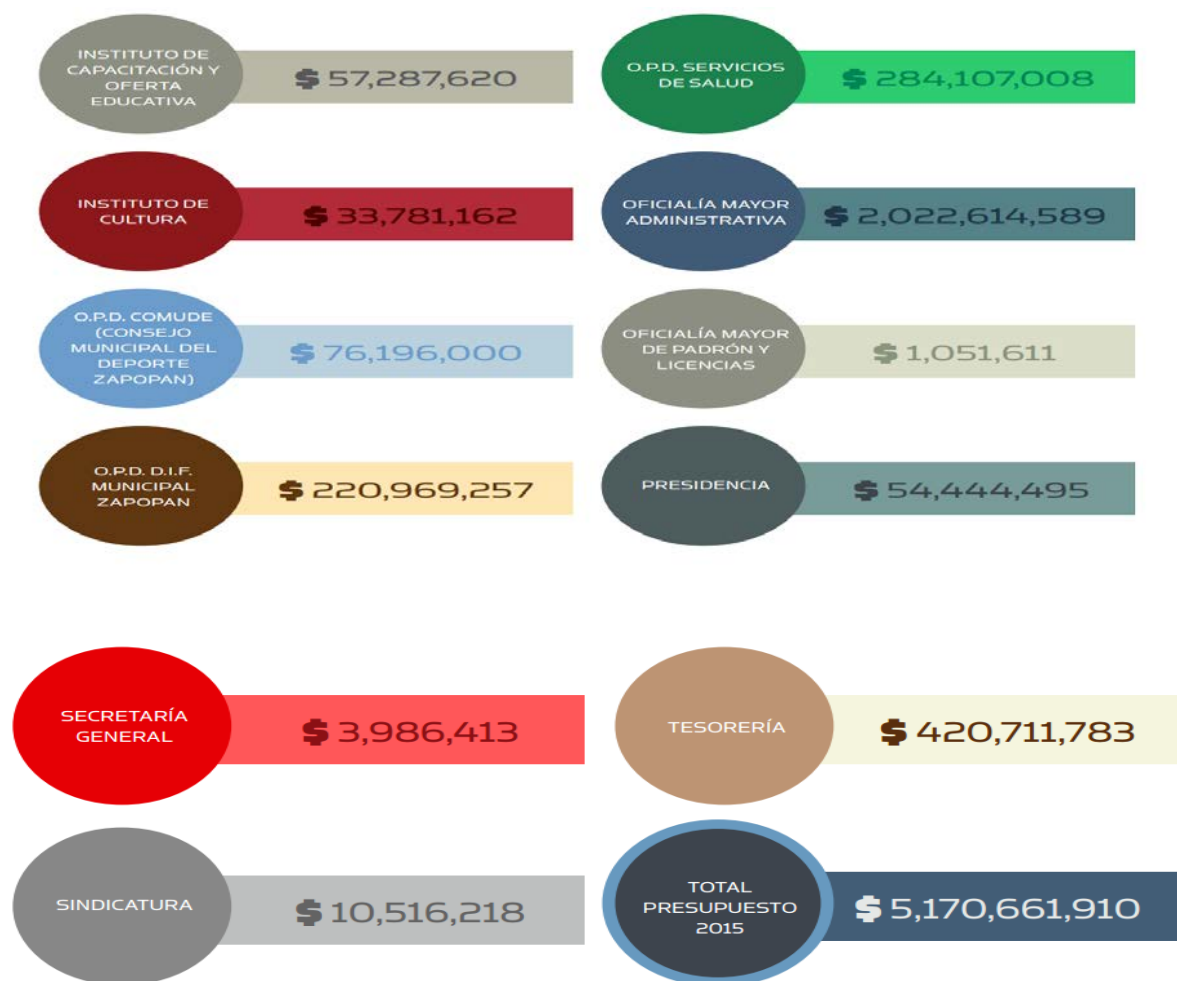 INSTITUTO DE
CAPACITACIÓN Y
OFERTA
EDUCATIVA
$ 57,287,620
O.P.D. SERVICIOS
DE SALUD
$ 284,107,008
INSTITUTO DE
CULTURA
$ 33,781,162
OFICIALÍA MAYOR
ADMINISTRATIVA
$ 2,022,614,589
O.P.D. COMUDE
(CONSEJO
MUNICIPAL DEL
DEPORTE
ZAPOPAN)
$ 76,196,000
OFICIALÍA MAYOR
DE PADRÓN Y
LICENCIAS
$ 1,051,611
O.P.D. D.I.F.
MUNICIPAL
ZAPOPAN
$ 220,969,257
PRESIDENCIA
$ 54,444,495
SECRETARÍA
GENERAL
$ 3,986,413
TESORERÍA
$ 420,711,783
SINDICATURA
$ 10,516,218
TOTAL
PRESUPUESTO
2015
$ 5,170,661,910